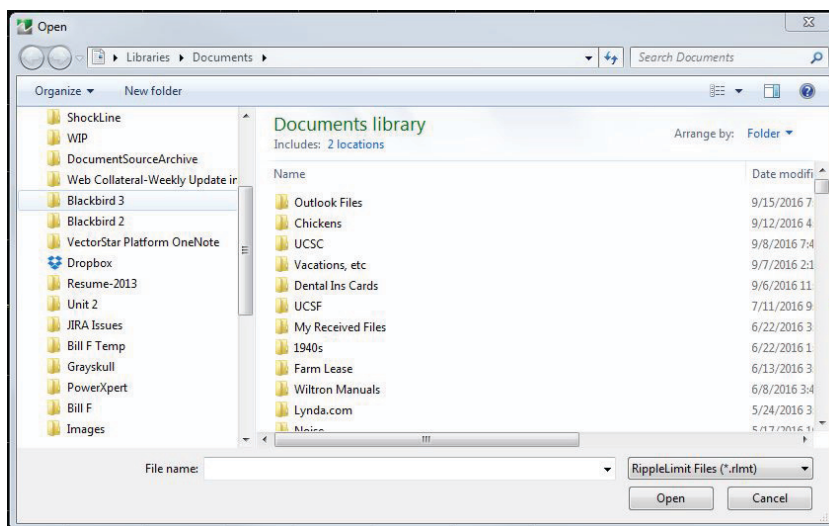 Open
Libraries Documents
Search Documents
Organize New folder
ShockLine
WIP
DocumentSourceArchive
Web Collateral-Weekly Update in
Blackbird 3
Blackbird 2
VectorStar Platform OneNote
Dropbox
Resume-2013
Unit 2
JIRA Issues
Bill F Temp
Grayskull
PowerXpert
Bill F
Images
Documents library
Includes: 2 locations
Arrange by: Folder
Name Date modifi
Outlook Files 9/15/2016 7:
Chickens 9/12/2016 4
UCSC 9/8/2016 7:4
Vacations, etc 9/7/2016 2:1
Dental Ins Cards 9/6/2016 11:
UCSF 7/11/2016 9:
My Received Files 6/22/2016 3:
1940s 6/22/2016 1:
Farm Lease 6/13/2016 3:
Wiltron Manuals 6/8/2016 3:4
Lynda.com 5/24/2016 3:
Noise 5/17/2016 1
File name:
RippleLimit Files (*.rlmt)
Open Cancel